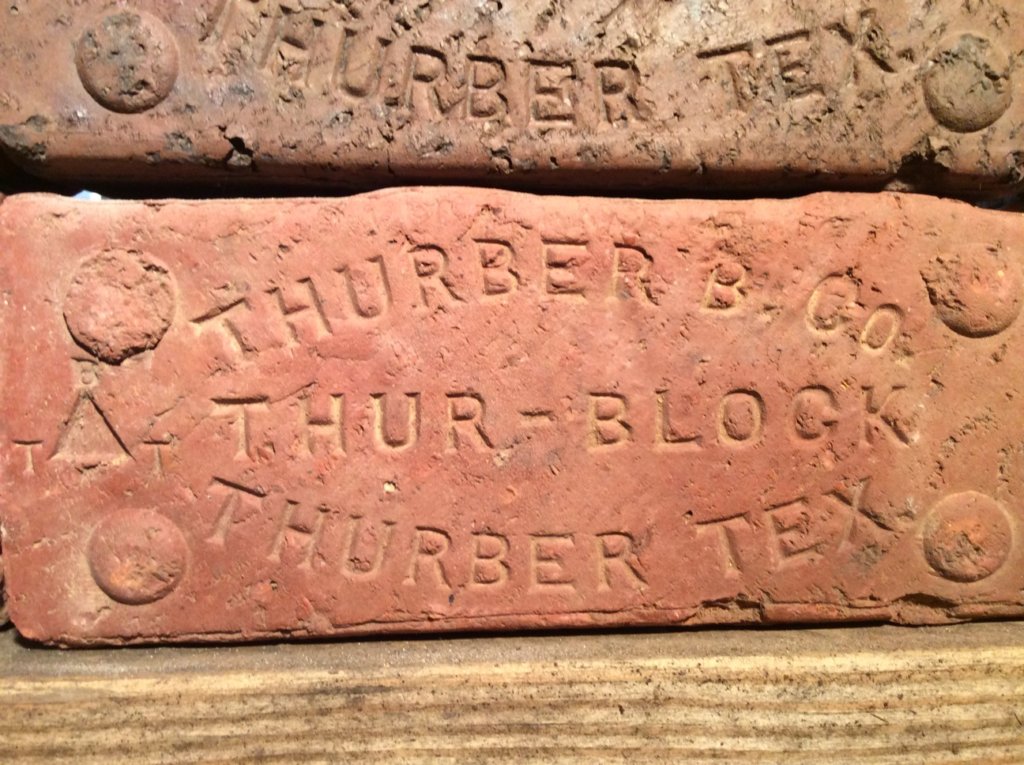 THURBER TEX.
THURBER B. Co.
B
T T
THUR-BLOCK
THURBER TEX